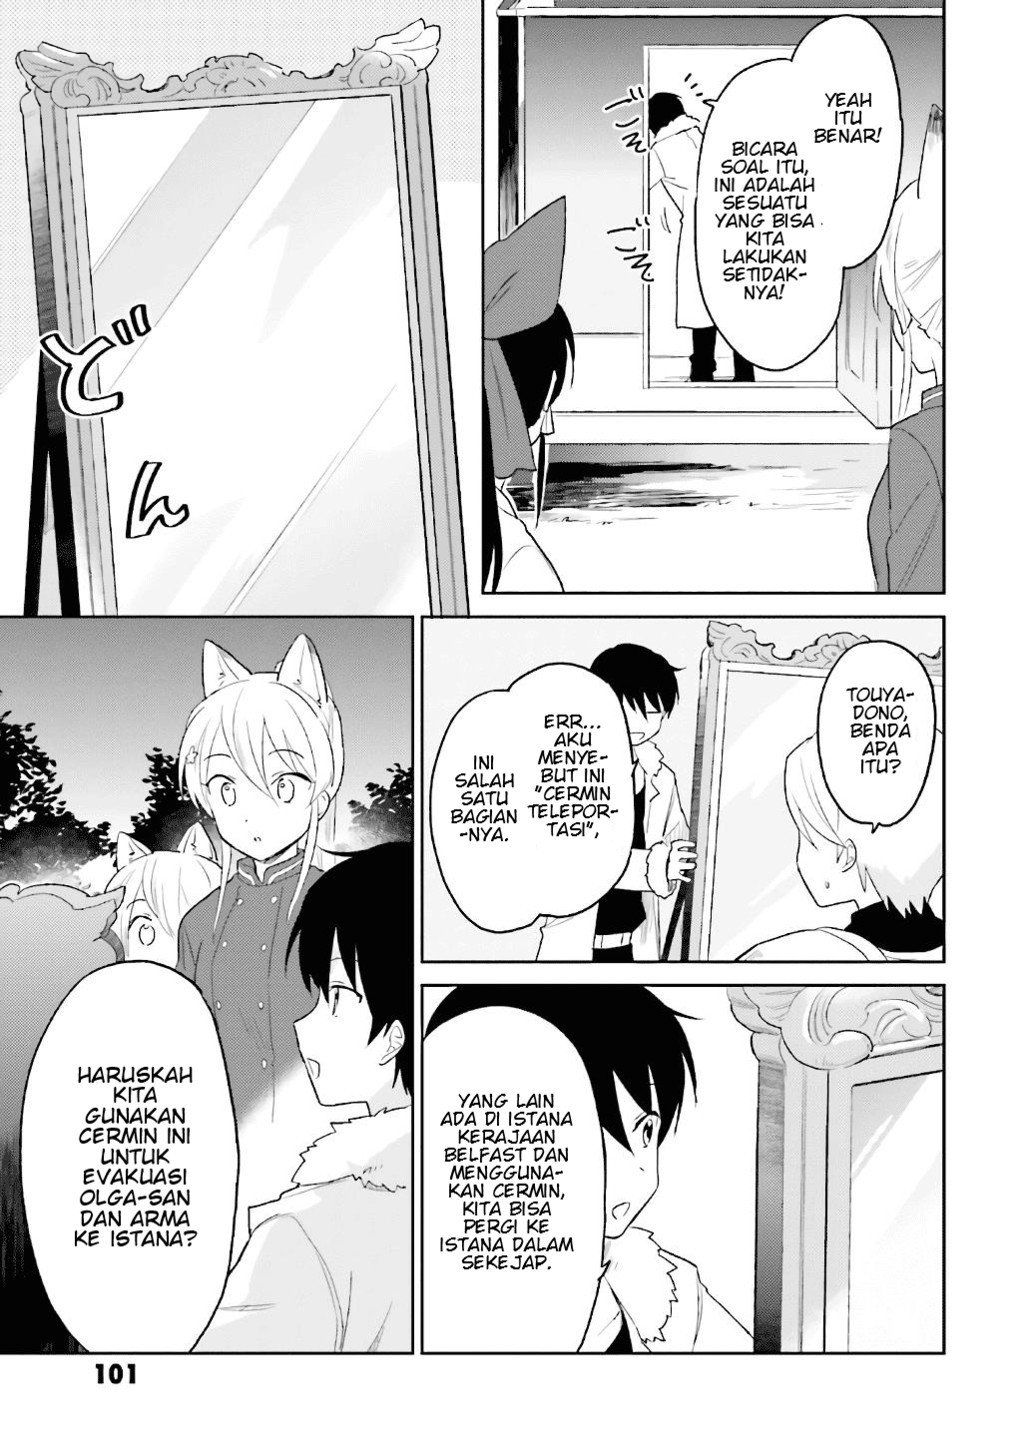 YEAH
ITU
BENAR!
BICARA
SOAL ITU,
INI ADALAH
SESUATU
YANG BISA
KITA
LAKUKAN
SETIDAK-
NYA!
どん
TOUYA-
DONO,
BENDA
APA
ITU?
ERR...
AKU
MENYE-
BUT INI
"CERMIN
TELEPOR-
TASI",
INI
SALAH
SATU
BAGIAN
-NYA.
YANG LAIN
ADA DI ISTANA
KERAJAAN
BELFAST DAN
MENGGUNA-
KAN CERMIN,
KITA BISA
PERGI KE
ISTANA DALAM
SEKEJAP.
HARUSKAH
KITA
GUNAKAN
CERMIN INI
UNTUK
EVAKUASI
OLGA-SAN
DAN ARMA
KE ISTANA?
101